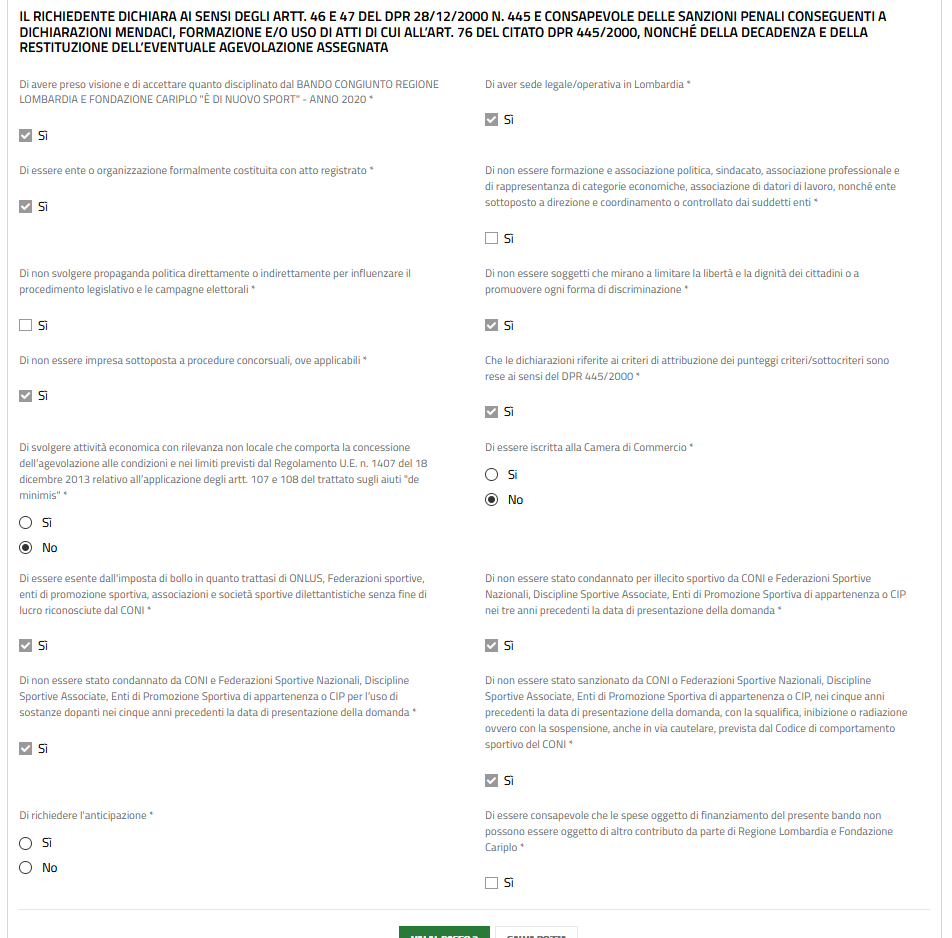 IL RICHIEDENTE DICHIARA AI SENSI DEGLI ARTT. 46 E 47 DEL DPR 28/12/2000 N. 445 E CONSAPEVOLE DELLE SANZIONI PENALI CONSEGUENTI A
DICHIARAZIONI MENDACI, FORMAZIONE E/O USO DI ATTI DI CUI ALL'ART. 76 DEL CITATO DPR 445/2000, NONCHÉ DELLA DECADENZA E DELLA
RESTITUZIONE DELL'EVENTUALE AGEVOLAZIONE ASSEGNATA
Di avere preso visione e di accettare quanto disciplinato dal BANDO CONGIUNTO REGIONE
LOMBARDIA E FONDAZIONE CARIPLO "È DI NUOVO SPORT" - ANNO 2020 *
Sì
Di aver sede legale/operativa in Lombardia *
Sì
Di essere ente o organizzazione formalmente costituita con atto registrato *
Sì
Di non essere formazione e associazione politica, sindacato, associazione professionale e
di rappresentanza di categorie economiche, associazione di datori di lavoro, nonché ente
sottoposto a direzione e coordinamento o controllato dai suddetti enti *
Sì
Di non svolgere propaganda politica direttamente o indirettamente per influenzare il
procedimento legislativo e le campagne elettorali *
Sì
Di non essere soggetti che mirano a limitare la libertà e la dignità dei cittadini o a
promuovere ogni forma di discriminazione *
Sì
Di non essere impresa sottoposta a procedure concorsuali, ove applicabili *
Sì
Che le dichiarazioni riferite ai criteri di attribuzione dei punteggi criteri/sottocriteri sono
rese ai sensi del DPR 445/2000 *
Sì
Di svolgere attività economica con rilevanza non locale che comporta la concessione
dell'agevolazione alle condizioni e nei limiti previsti dal Regolamento U.E. n. 1407 del 18
dicembre 2013 relativo all'applicazione degli artt. 107 e 108 del trattato sugli aiuti "de
minimis" *
Sì
No
Di essere iscritta alla Camera di Commercio *
Si
No
Di essere esente dall'imposta di bollo in quanto trattasi di ONLUS, Federazioni sportive,
enti di promozione sportiva, associazioni e società sportive dilettantistiche senza fine di
lucro riconosciute dal CONI *
Sì
Di non essere stato condannato per illecito sportivo da CONI e Federazioni Sportive
Nazionali, Discipline Sportive Associate, Enti di Promozione Sportiva di appartenenza o CIP
nei tre anni precedenti la data di presentazione della domanda *
Sì
Di non essere stato condannato da CONI e Federazioni Sportive Nazionali, Discipline
Sportive Associate, Enti di Promozione Sportiva di appartenenza o CIP per l'uso di
sostanze dopanti nei cinque anni precedenti la data di presentazione della domanda *
Sì
Di non essere stato sanzionato da CONI o Federazioni Sportive Nazionali, Discipline
Sportive Associate, Enti di Promozione Sportiva di appartenenza o CIP, nei cinque anni
precedenti la data di presentazione della domanda, con la squalifica, inibizione o radiazione
ovvero con la sospensione, anche in via cautelare, prevista dal Codice di comportamento
sportivo del CONI *
Sì
Di richiedere l'anticipazione *
Sì
No
Di essere consapevole che le spese oggetto di finanziamento del presente bando non
possono essere oggetto di altro contributo da parte di Regione Lombardia e Fondazione
Cariplo *
Sì